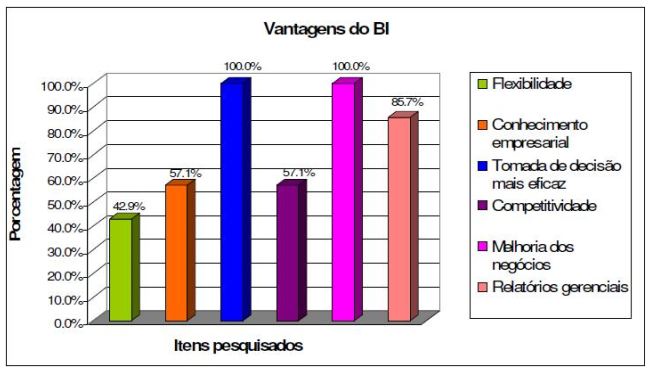 Vantagens do BI
100.0%
100.0%
85.7%
57.1%
57.1%
42.9%
100.0%
90.0%
80.0%
70.0%
60.0%
50.0%
40.0%
30.0%
20.0%
10.0%
0.0%
Porcentagem
Itens pesquisados
Flexibilidade
Conhecimento
empresarial
Tomada de decisão
mais eficaz
Competitividade
Malhoria dos
negócios
Relatórios gerenciais